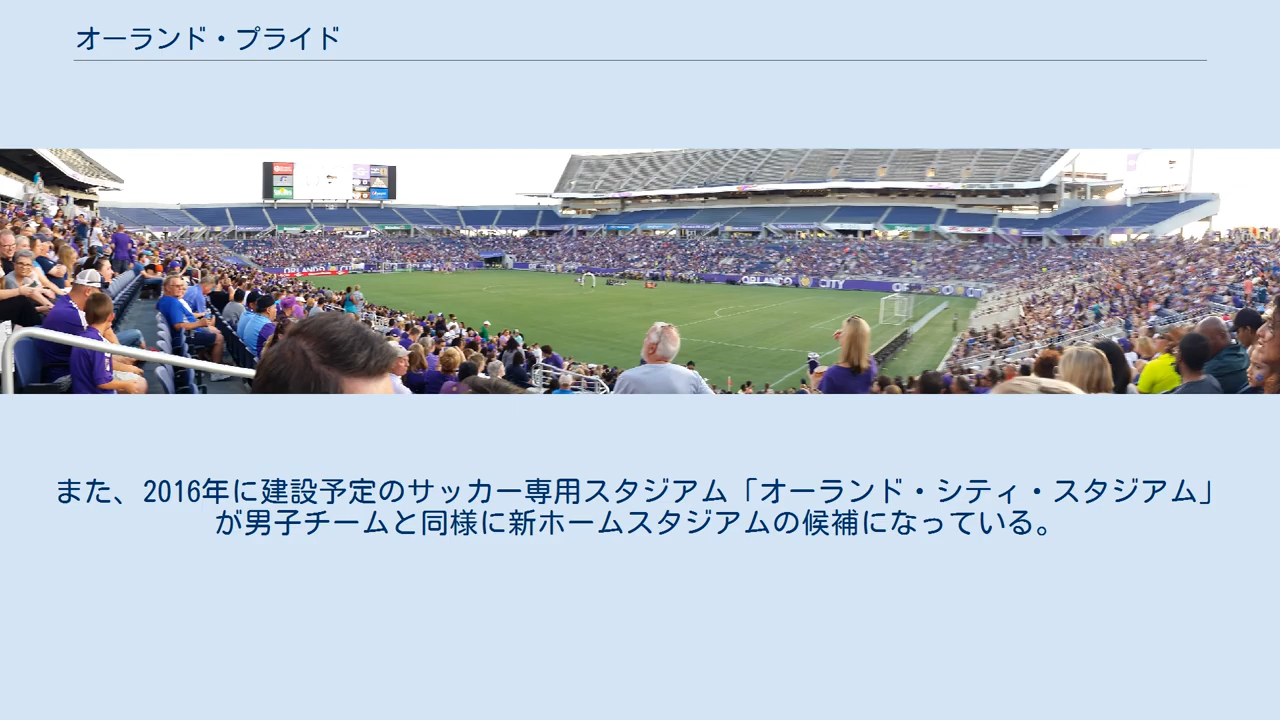 オーランド・プライド
ORLANDO CITY
また、2016年に建設予定のサッカー専用スタジアム「オーランド・シティ・スタジアム」
が男子チームと同様に新ホームスタジアムの候補になっている。